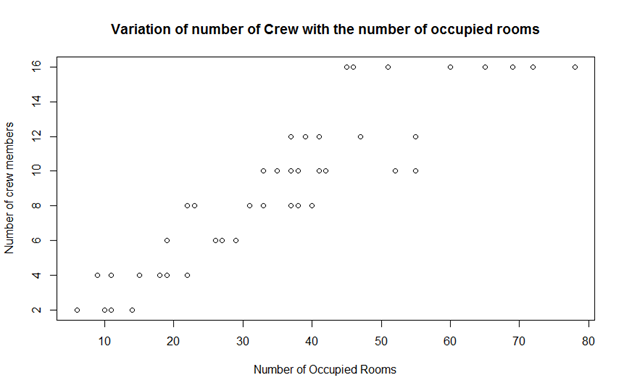 Variation of number of Crew with the number of occupied rooms
Number of crew members
16
14
12
10
8
6
4
2
10 20 30 40 50 60 70 80
Number of Occupied Rooms